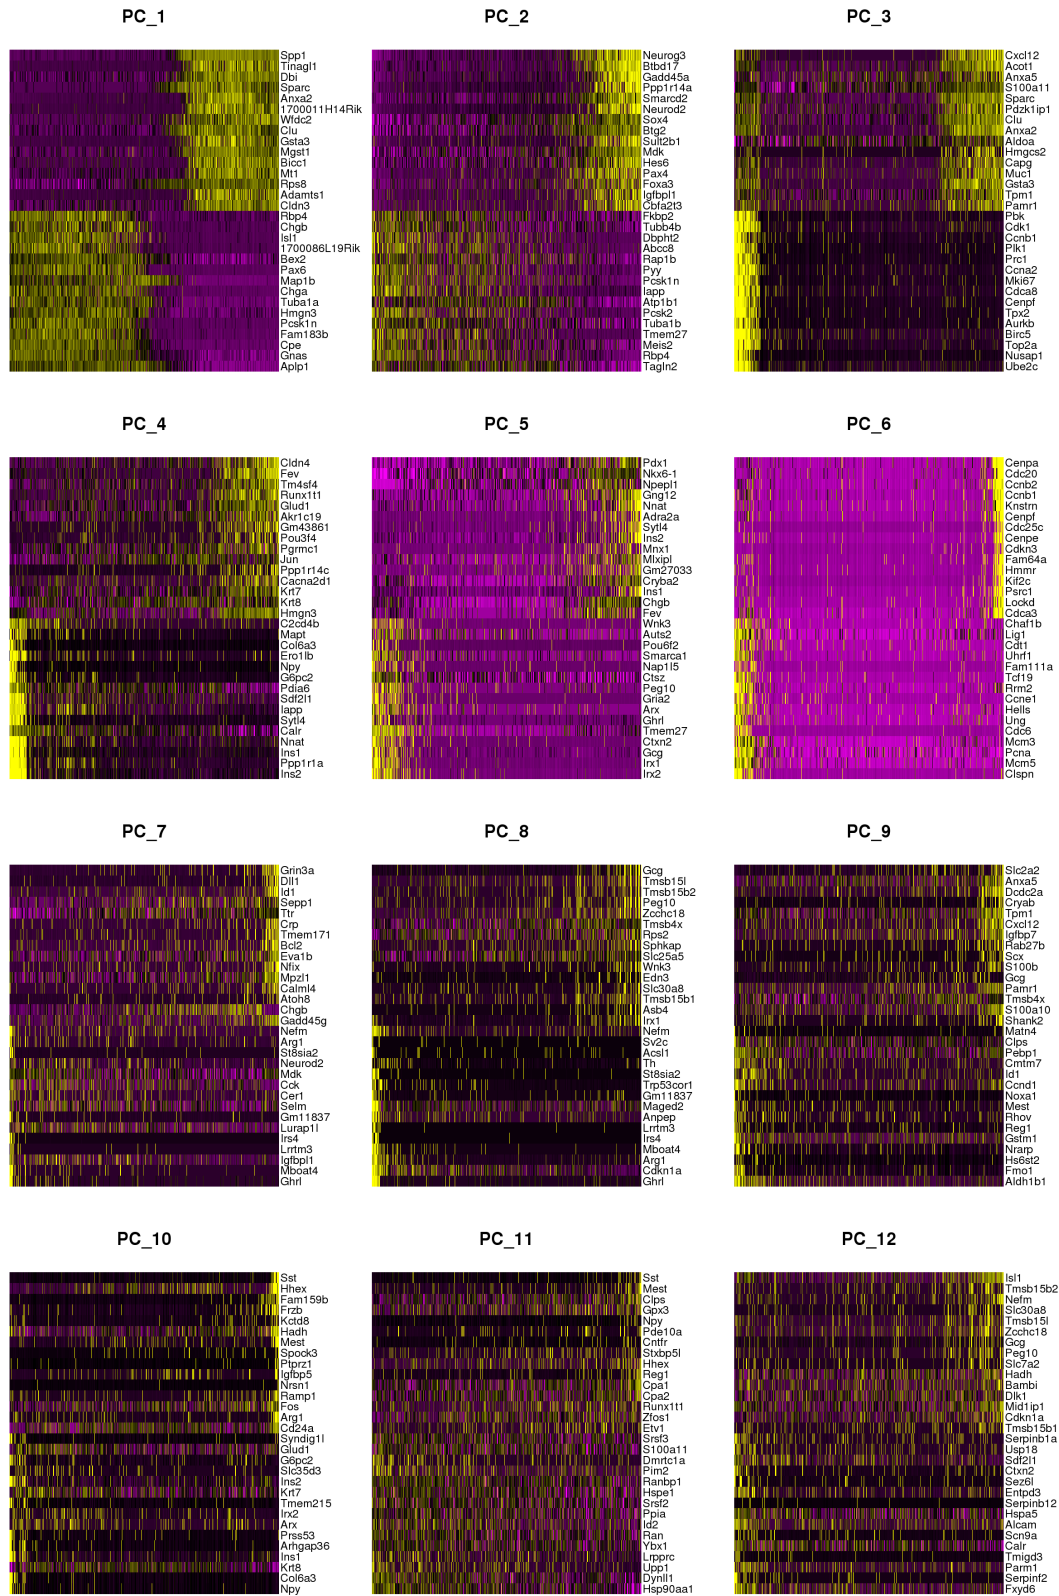 PC_1
PC_2
PC_3
Spp1
Tinagl1
Dbi
Sparc
Anxa2
1700011H14Rik
Wfdc2
Clu
Gsta3
Mgst1
Bicc1
Mt1
Rps8
Adamts1
Cldn3
Rbp4
Chgb
Isl1
1700086L19Rik
Bex2
Pax6
Map1b
Chga
Tuba1a
Hmgn3
Pcsk1n
Fam183b
Cpe
Gnas
Aplp1
Neurog3
Btbd17
Gadd45a
Ppp1r14a
Smarcd2
Neurod2
Sox4
Btg2
Sult2b1
Mdk
Hes6
Pax4
Foxa3
Igfbpl1
Cbfa2t3
Fkbp2
Tubb4b
Dbpht2
Abcc8
Rap1b
Pyy
Pcsk1n
Iapp
Atp1b1
Pcsk2
Tuba1b
Tmem27
Meis2
Rbp4
Tagln2
Cxcl12
Acot1
Anxa5
S100a11
Sparc
Pdzk1ip1
Clu
Anxa2
Aldoa
Hmgcs2
Capg
Muc1
Gsta3
Tpm1
Pamr1
Pbk
Cdk1
Ccnb1
Plk1
Prc1
Ccna2
Mki67
Cdca8
Cenpf
Tpx2
Aurkb
Birc5
Top2a
Nusap1
Ube2c
PC_4
PC_5
PC_6
Cldn4
Fev
Tm4sf4
Runx1t1
Glud1
Akr1c19
Gm43861
Pou3f4
Pgrmc1
Jun
Ppp1r14c
Cacna2d1
Krt7
Krt8
Hmgn3
C2cd4b
Mapt
Col6a3
Ero1lb
Npy
G6pc2
Pdia6
Sdf2l1
Iapp
Sytl4
Calr
Nnat
Ins1
Ppp1r1a
Ins2
Pdx1
Nkx6-1
Npepl1
Gng12
Nnat
Adra2a
Sytl4
Ins2
Mnx1
Mlxipl
Gm27033
Cryba2
Ins1
Chgb
Fev
Wnk3
Auts2
Pou6f2
Smarca1
Nap1l5
Ctsz
Peg10
Gria2
Arx
Ghrl
Tmem27
Ctxn2
Gcg
Irx1
Irx2
Cenpa
Cdc20
Ccnb2
Ccnb1
Knstrn
Cenpf
Cdc25c
Cenpe
Cdkn3
Fam64a
Hmmr
Kif2c
Psrc1
Lockd
Cdca3
Chaf1b
Lig1
Cdt1
Uhrf1
Fam111a
Tcf19
Rrm2
Ccne1
Hells
Ung
Cdc6
Mcm3
Pcna
Mcm5
Clspn
PC_7
PC_8
PC_9
Grin3a
Dll1
Id1
Sepp1
Ttr
Crp
Tmem171
Bcl2
Eva1b
Nfix
Mpzl1
Calml4
Atoh8
Chgb
Gadd45g
Nefm
Arg1
St8sia2
Neurod2
Mdk
Cck
Cer1
Selm
Gm11837
Lurap1l
Irs4
Lrrtm3
Igfbpl1
Mboat4
Ghrl
Gcg
Tmsb15l
Tmsb15b2
Peg10
Zcchc18
Tmsb4x
Rps2
Sphkap
Slc25a5
Wnk3
Edn3
Slc30a8
Tmsb15b1
Asb4
Irx1
Nefm
Sv2c
Acsl1
Th
St8sia2
Trp53cor1
Gm11837
Maged2
Anpep
Lrrtm3
Irs4
Mboat4
Arg1
Cdkn1a
Ghrl
Slc2a2
Anxa5
Dcdc2a
Cryab
Tpm1
Cxcl12
Igfbp7
Rab27b
Scx
S100b
Gcg
Pamr1
Tmsb4x
S100a10
Shank2
Matn4
Clps
Pebp1
Cmtm7
Id1
Ccnd1
Noxa1
Mest
Rhov
Reg1
Gstm1
Nrarp
Hs6st2
Fmo1
Aldh1b1
PC_10
PC_11
PC_12
Sst
Hhex
Fam159b
Frzb
Kctd8
Hadh
Mest
Spock3
Ptprz1
Igfbp5
Nrsn1
Ramp1
Fos
Arg1
Cd24a
Syndig1l
Glud1
G6pc2
Slc35d3
Ins2
Krt7
Tmem215
Irx2
Arx
Prss53
Arhgap36
Ins1
Krt8
Col6a3
Npy
Sst
Mest
Clps
Gpx3
Npy
Pde10a
Cntfr
Stxbp5l
Hhex
Reg1
Cpa1
Cpa2
Runx1t1
Zfos1
Etv1
Srsf3
S100a11
Dmrtc1a
Pim2
Ranbp1
Hspe1
Srsf2
Ppia
Id2
Ran
Ybx1
Lrpprc
Upp1
Dynll1
Hsp90aa1
Isl1
Tmsb15b2
Nefm
Slc30a8
Tmsb15l
Zcchc18
Gcg
Peg10
Slc7a2
Hadh
Bambi
Dlk1
Mid1ip1
Cdkn1a
Tmsb15b1
Serpinb1a
Usp18
Sdf2l1
Ctxn2
Sez6l
Entpd3
Serpinb12
Hspa5
Alcam
Scn9a
Calr
Tmigd3
Parm1
Serpinf2
Fxyd6